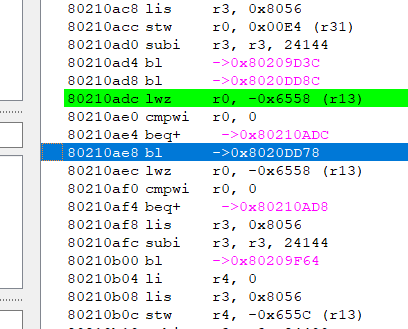 80210ac8 lis r3, 0x8056
80210acc stw r0, 0x00E4 (r31)
80210ad0 subi r3, r3, 24144
80210ad4 bl ->0x80209D3C
80210ad8 bl ->0x8020DD8C
80210adc lwz r0, -0x6558 (r13)
80210ae0 cmpwi r0, 0
80210ae4 beq+ ->0x80210ADC
80210ae8 bl ->0x8020DD78
80210aec lwz r0, -0x6558 (r13)
80210af0 cmpwi r0, 0
80210af4 beq+ ->0x80210AD8
80210af8 lis r3, 0x8056
80210afc subi r3, r3, 24144
80210b00 bl ->0x80209F64
80210b04 li r4, 0
80210b08 lis r3, 0x8056
80210b0c stw r4, -0x655C (r13)